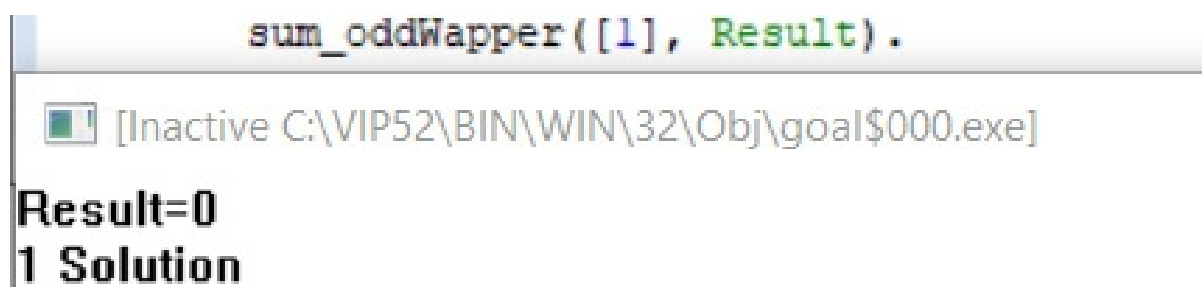 sum_oddWapper([1], Result).
[Inactive C:\VIP52\BIN\WIN\32\Obj\goal$000.exe]
Result=0
1 Solution